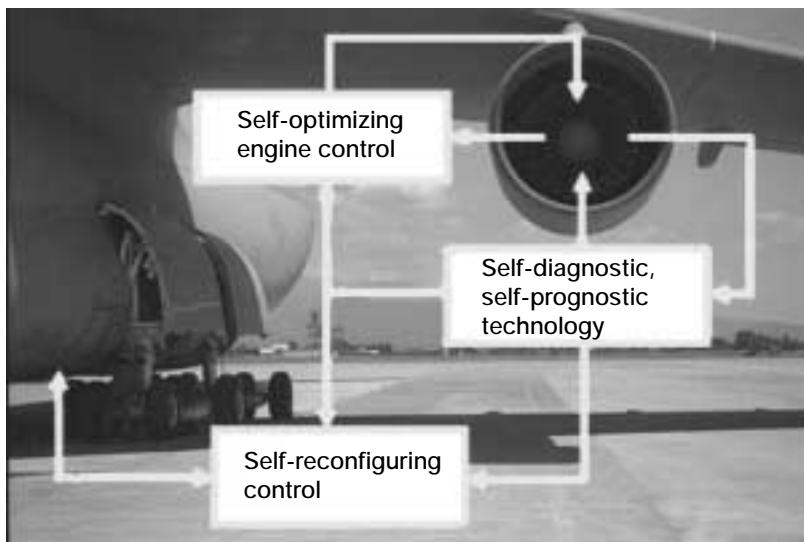 Self-optimizing
engine control
Self-diagnostic,
self-prognostic
technology
Self-reconfiguring
control